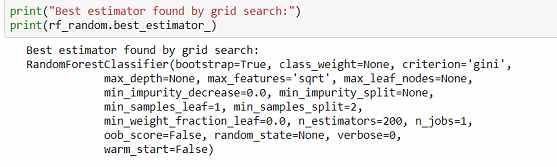 print("Best estimator found by grid search:")
print(rf_random.best_estimator_)
Best estimator found by grid search:
RandomForestClassifier(bootstrap=True, class_weight=None, criterion='gini',
max_depth=None, max_features='sqrt', max_leaf_nodes=None,
min_impurity_decrease=0.0, min_impurity_split=None,
min_samples_leaf=1, min_samples_split=2,
min_weight_fraction_leaf=0.0, n_estimators=200, n_jobs=1,
oob_score=False, random_state=None, verbose=0,
warm_start=False)